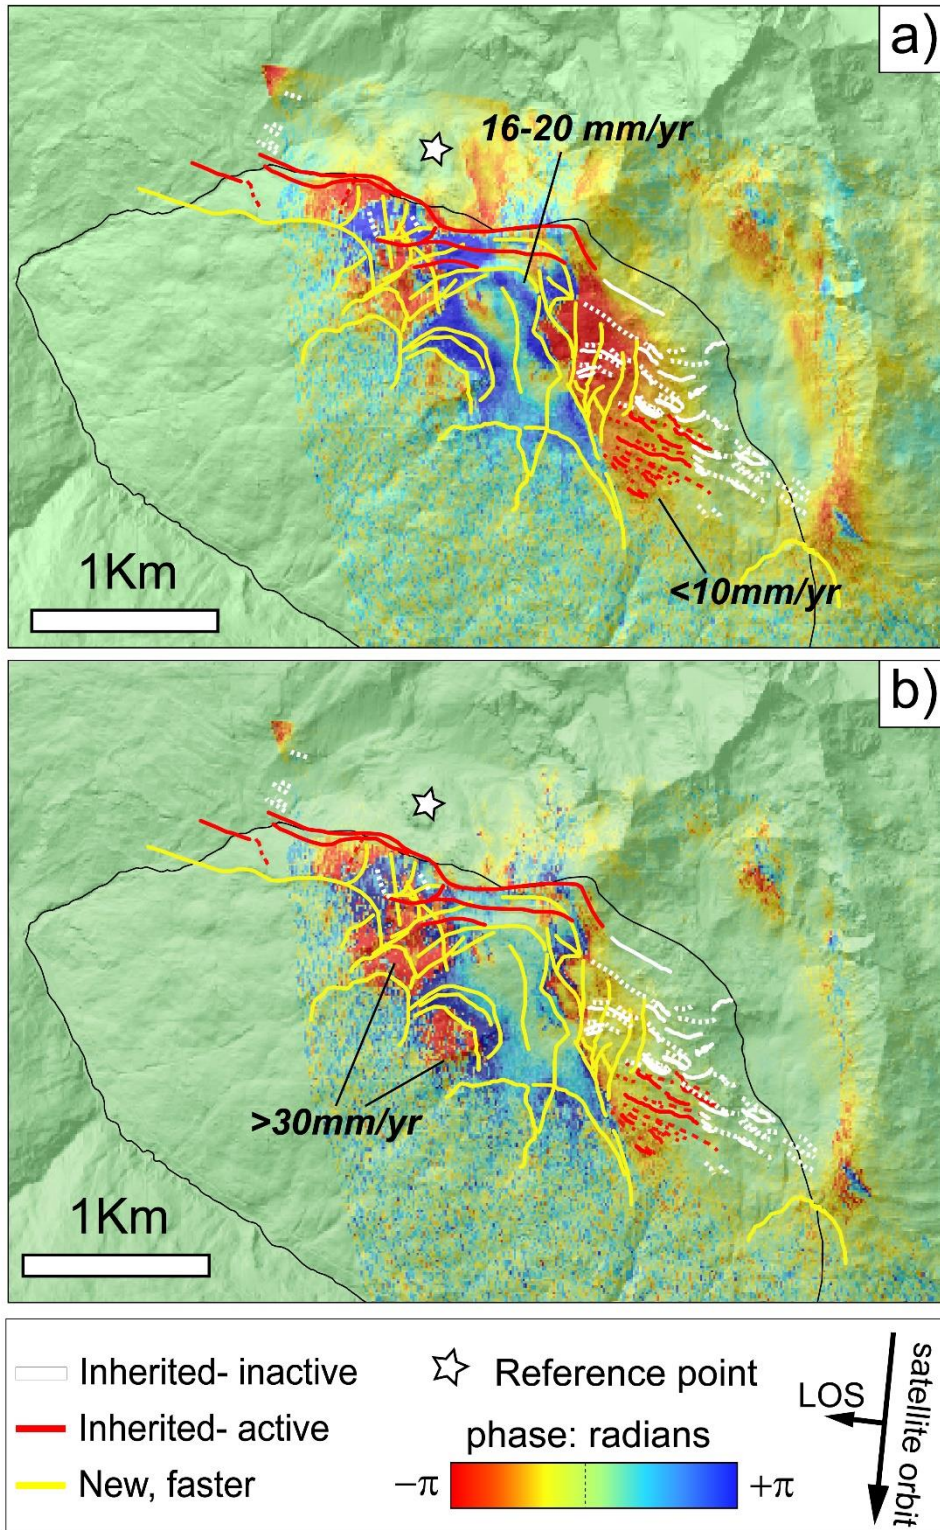 a)
16-20 mm/yr
<10mm/yr
1Km
b)
>30mm/yr
1Km
Inherited- inactive
Inherited- active
New, faster
Reference point
phase: radians
−π
+π
LOS
satellite orbit